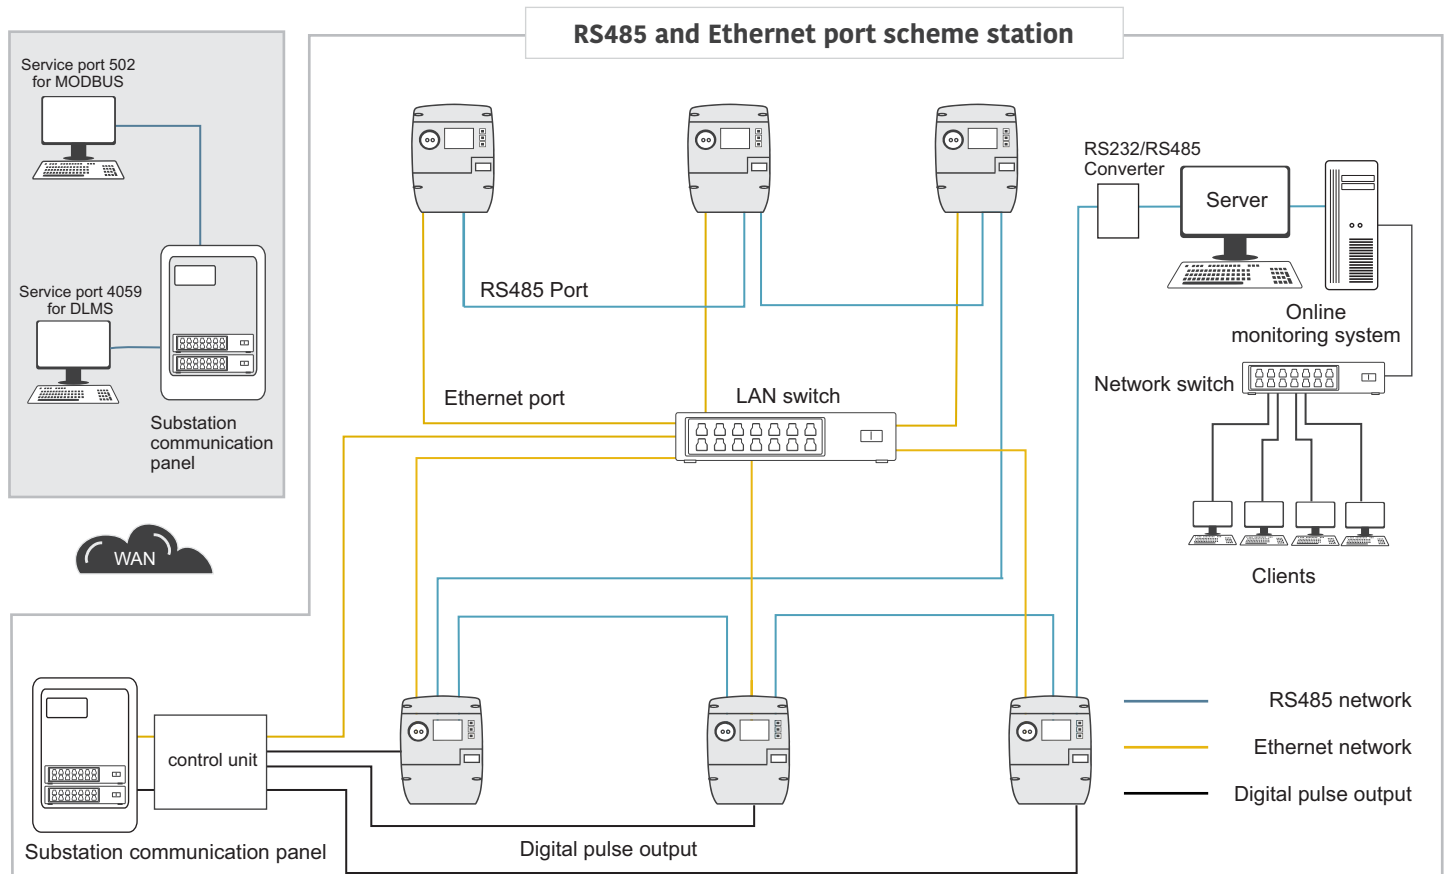 RS485 and Ethernet port scheme station
Service port 502
for MODBUS
Service port 4059
for DLMS
Substation
communication
panel
WAN
RS485 Port
Ethernet port
LAN switch
RS232/RS485
Converter
Server
Online
monitoring system
Network switch
Clients
control unit
Substation communication panel
Digital pulse output
RS485 network
Ethernet network
Digital pulse output